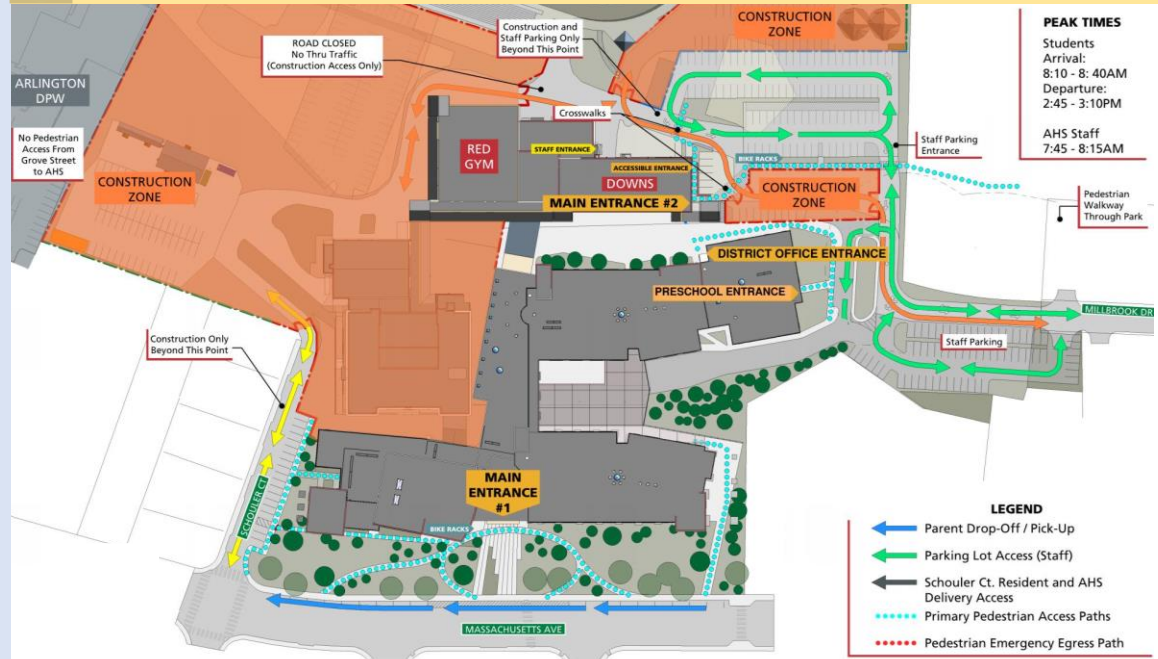 CONSTRUCTION
ZONE
PEAK TIMES
Students
Arrival:
8:10 - 8: 40AM
Departure:
2:45 - 3:10PM
AHS Staff
7:45 - 8:15AM
Construction and
Staff Parking Only
Beyond This Point
ROAD CLOSED
No Thru Traffic
(Construction Access Only)
ARLINGTON
DPW
No Pedestrian
Access From
Grove Street
to AHS
CONSTRUCTION
ZONE
Crosswalks
RED
GYM
STAFF ENTRANCE
ACCESSIBLE ENTRANCE
DOWNS
MAIN ENTRANCE #2
BIKE RACKS
CONSTRUCTION
ZONE
Staff Parking
Entrance
Pedestrian
Walkway
Through Park
DISTRICT OFFICE ENTRANCE
PRESCHOOL ENTRANCE
MILLBROOK DR
Staff Parking
Construction Only
Beyond This Point
SCHOULER CT
MAIN
ENTRANCE
#1
BIKE RACKS
MASSACHUSETTS AVE
LEGEND
Parent Drop-Off / Pick-Up
Parking Lot Access (Staff)
Schouler Ct. Resident and AHS
Delivery Access
Primary Pedestrian Access Paths
Pedestrian Emergency Egress Path